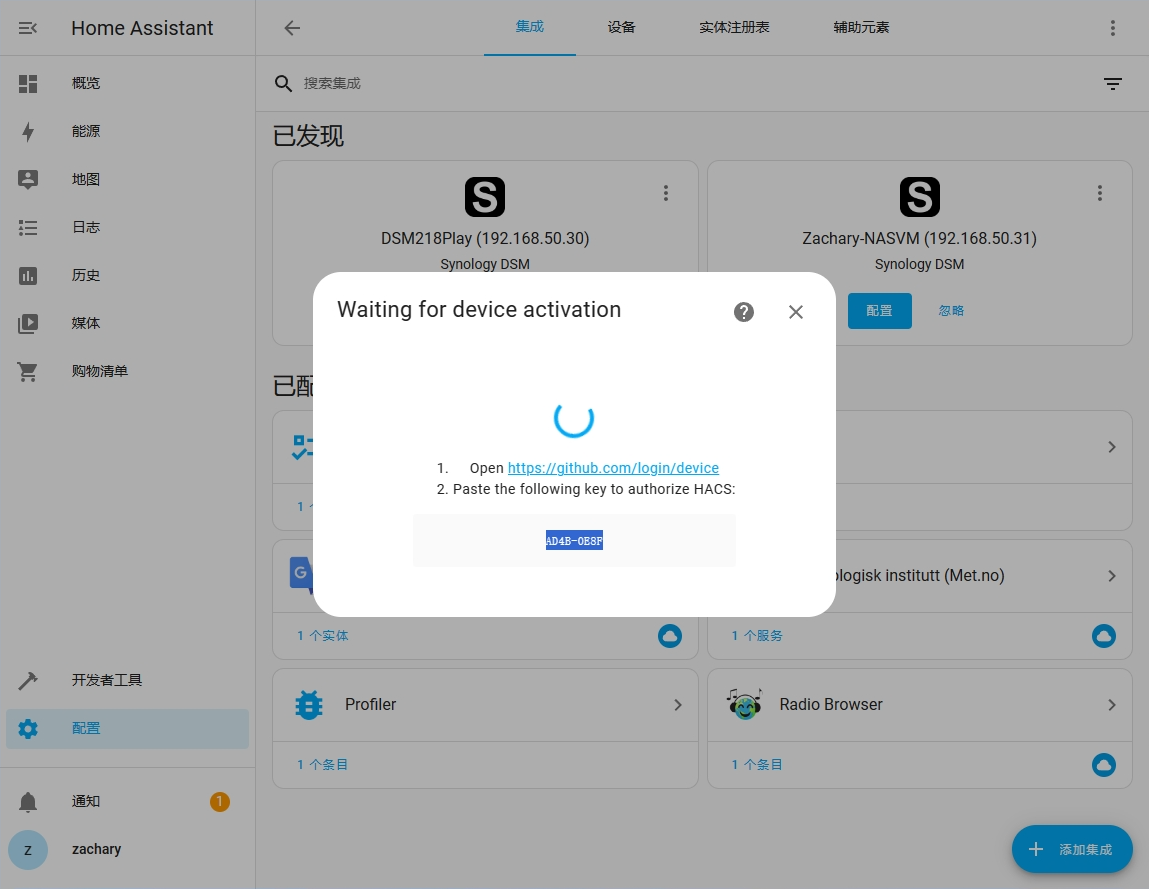 Home Assistant
集成
设备
实体注册表
辅助元素
概览
能源
地图
日志
历史
媒体
购物清单
开发者工具
配置
通知
1
z
zachary
搜索集成
已发现
S
DSM218Play (192.168.50.30)
Synology DSM
S
Zachary-NASVM (192.168.50.31)
Synology DSM
配置
忽略
Waiting for device activation
?
1. Open https://github.com/login/device
2. Paste the following key to authorize HACS:
AD4B-0E8F
已配
1
G
ologisk institutt (Met.no)
1 个实体
1 个服务
Profiler
Radio Browser
1 个条目
1 个条目
添加集成